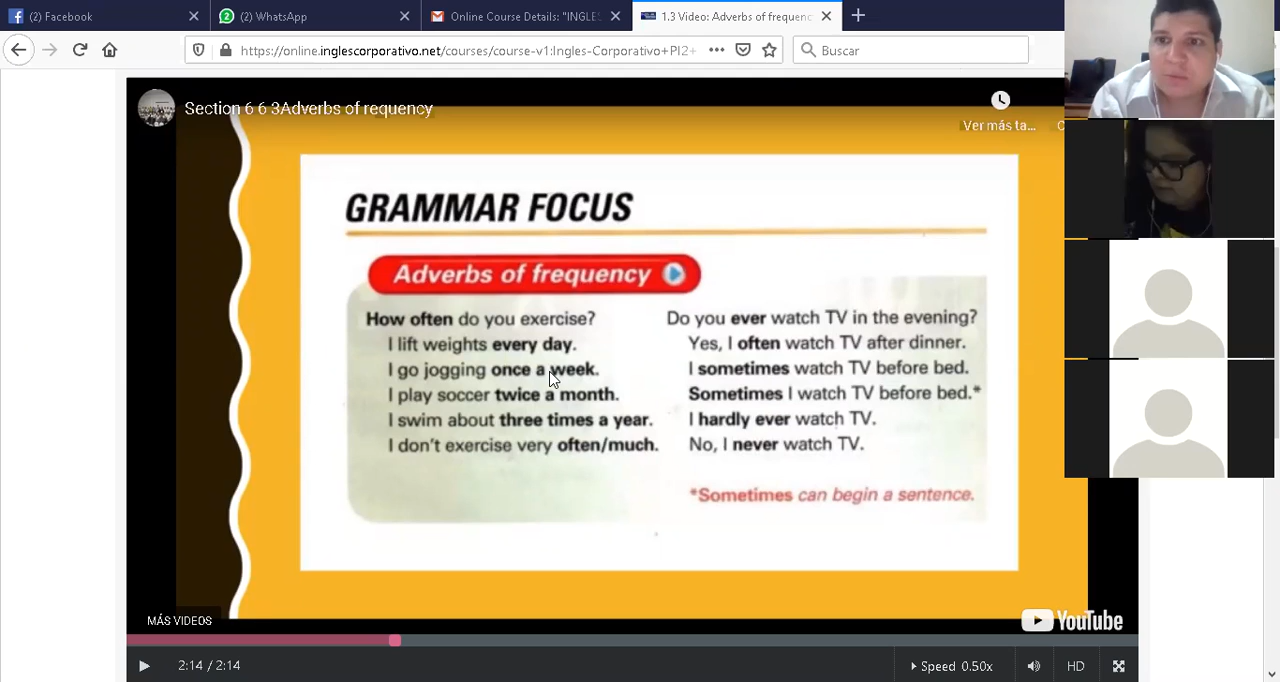 (2) Facebook
(2) WhatsApp
Online Course Details: "INGLES
1.3 Video: Adverbs of frequenc
https://online.inglescorporativo.net/courses/course-v1:Ingles-Corporativo+PI2+
Buscar
Section 6 6 3Adverbs of requency
Ver más ta...
GRAMMAR FOCUS
Adverbs of frequency
How often do you exercise?
I lift weights every day.
I go jogging once a week.
I play soccer twice a month.
I swim about three times a year.
I don't exercise very often/much.
Do you ever watch TV in the evening?
Yes, I often watch TV after dinner.
I sometimes watch TV before bed.
Sometimes I watch TV before bed.*
I hardly ever watch TV.
No, I never watch TV.
*Sometimes can begin a sentence.
MÁS VIDEOS
YouTube
2:14 / 2:14
Speed 0.50x
HD